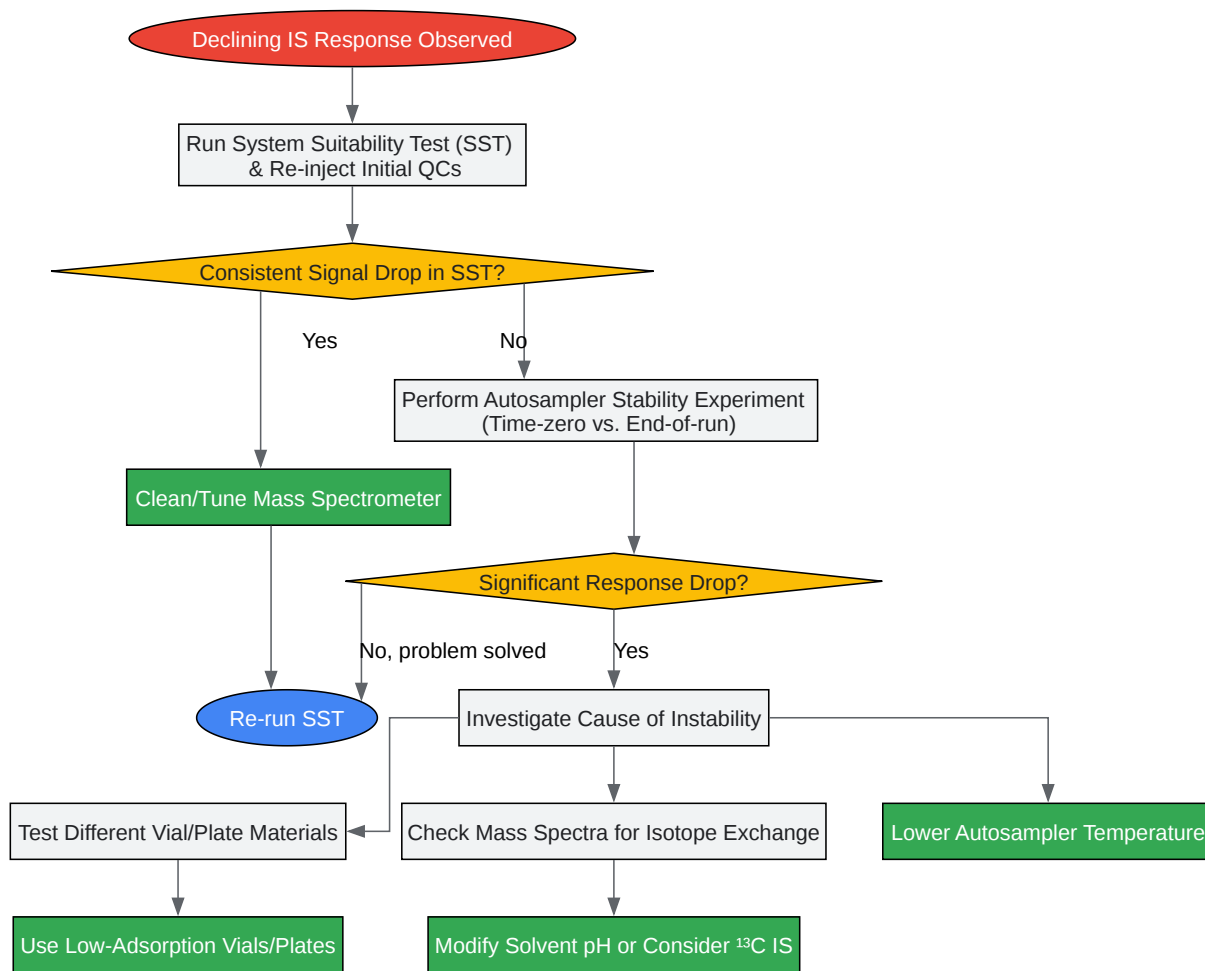 Declining IS Response Observed
Run System Suitability Test (SST)
& Re-inject Initial QCs
Consistent Signal Drop in SST?
Yes
No
Perform Autosampler Stability Experiment
(Time-zero vs. End-of-run)
Clean/Tune Mass Spectrometer
Significant Response Drop?
No, problem solved
Yes
Re-run SST
Investigate Cause of Instability
Test Different Vial/Plate Materials
Check Mass Spectra for Isotope Exchange
Lower Autosampler Temperature
Use Low-Adsorption Vials/Plates
Modify Solvent pH or Consider ¹³C IS